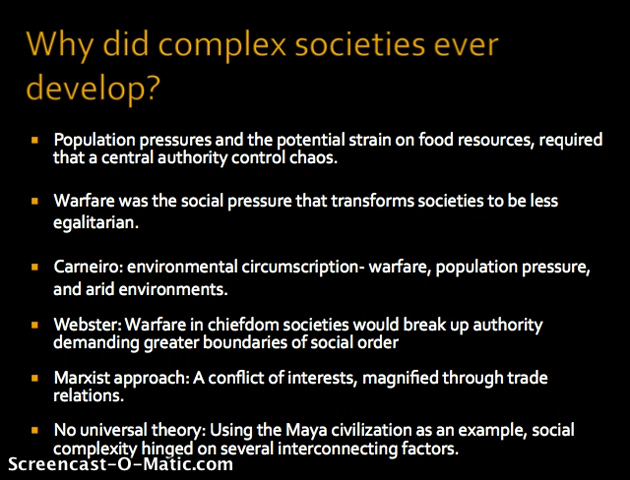 Why did complex societies ever
develop?
▪ Population pressures and the potential strain on food resources, required
that a central authority control chaos.
▪ Warfare was the social pressure that transforms societies to be less
egalitarian.
▪ Carneiro: environmental circumscription- warfare, population pressure,
and arid environments.
▪ Webster: Warfare in chiefdom societies would break up authority
demanding greater boundaries of social order
▪ Marxist approach: A conflict of interests, magnified through trade
relations.
▪ No universal theory: Using the Maya civilization as an example, social
complexity hinged on several interconnecting factors.
Screencast-O-Matic.com